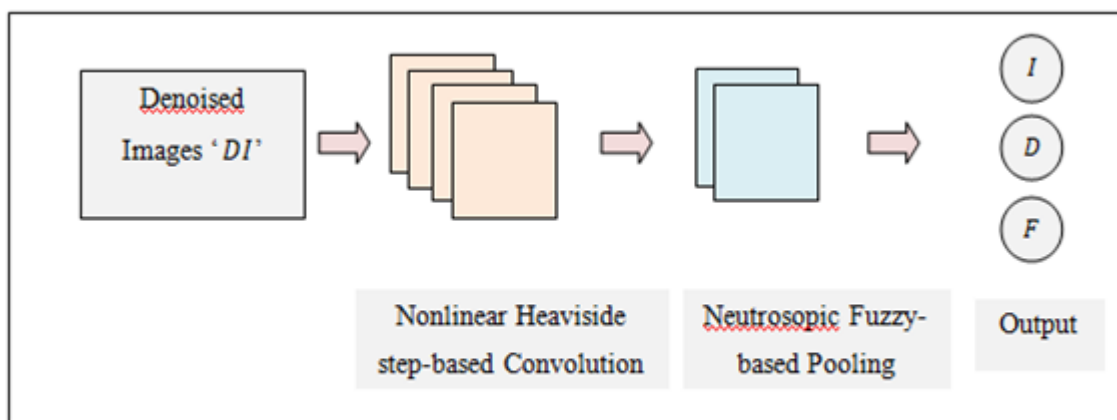 Denoised
Images ‘DI’
I
D
F
Nonlinear Heaviside
step-based Convolution
Neutrosopic Fuzzy-
based Pooling
Output